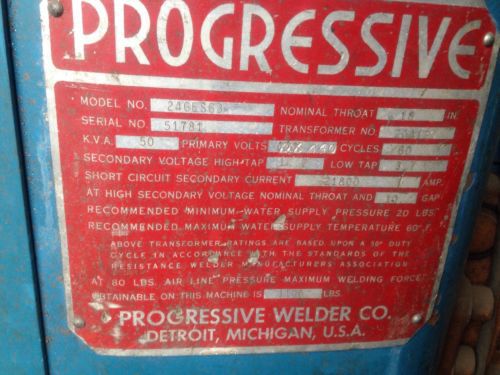 PROGRESSIVE
MODEL NO. NOMINAL THROAT 18 IN.
SERIAL NO. 51781 TRANSFORMER NO
K.V.A. 50 PRIMARY VOLTS 440 CYCLES 60
SECONDARY VOLTAGE HIGH TAP LOW TAP
SHORT CIRCUIT SECONDARY CURRENT 21800 AMP.
AT HIGH SECONDARY VOLTAGE NOMINAL THROAT AND GAP
RECOMMENDED MINIMUM WATER SUPPLY PRESSURE 20 LBS.
RECOMMENDED MAXIMUM WATER SUPPLY TEMPERATURE 60° F.
ABOVE TRANSFORMER RATINGS ARE BASED UPON A 50% DUTY
CYCLE IN ACCORDANCE WITH THE STANDARDS OF THE
RESISTANCE WELDER MANUFACTURERS ASSOCIATION
AT 80 LBS. AIR LINE PRESSURE MAXIMUM WELDING FORCE
OBTAINABLE ON THIS MACHINE IS LBS.
PROGRESSIVE WELDER CO.
DETROIT, MICHIGAN, U.S.A.